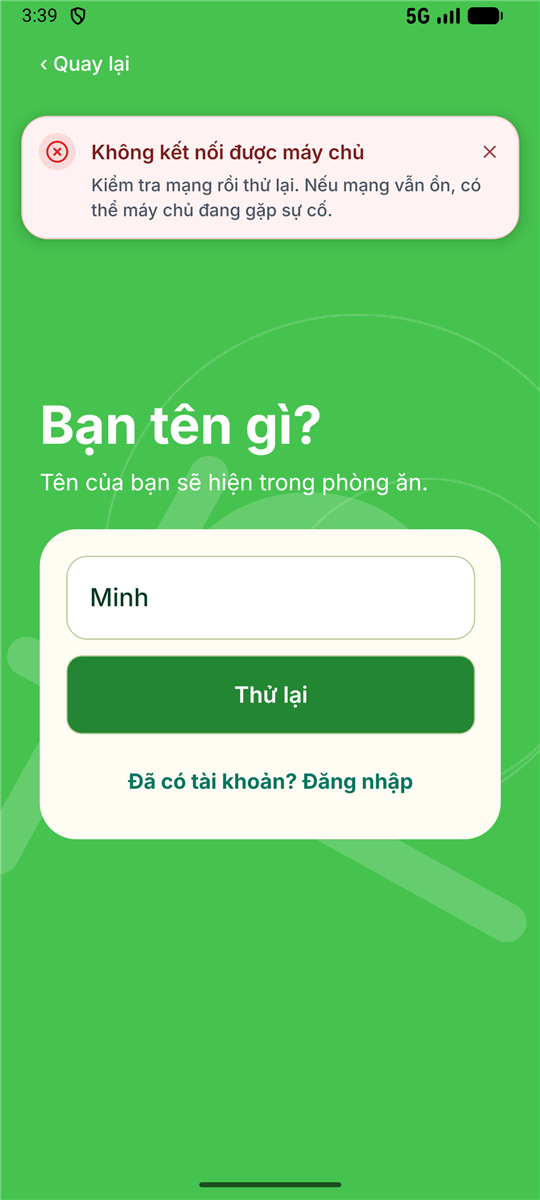 3:39
5G
‹ Quay lại
Không kết nối được máy chủ
Kiểm tra mạng rồi thử lại. Nếu mạng vẫn ổn, có
thể máy chủ đang gặp sự cố.
Bạn tên gì?
Tên của bạn sẽ hiện trong phòng ăn.
Minh
Thử lại
Đã có tài khoản? Đăng nhập